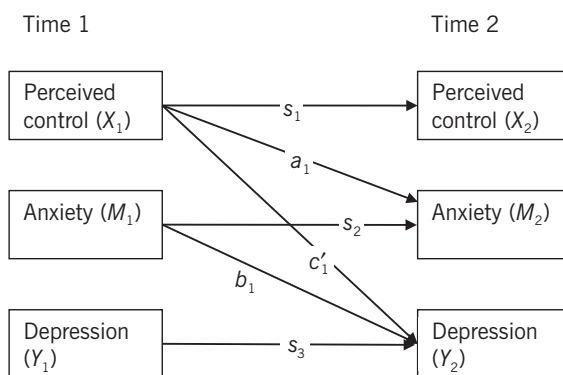 Time 1
Time 2
Perceived
control (X₁)
s₁
Perceived
control (X₂)
a₁
Anxiety (M₁)
s₂
Anxiety (M₂)
c′₁
b₁
Depression
(Y₁)
s₃
Depression
(Y₂)